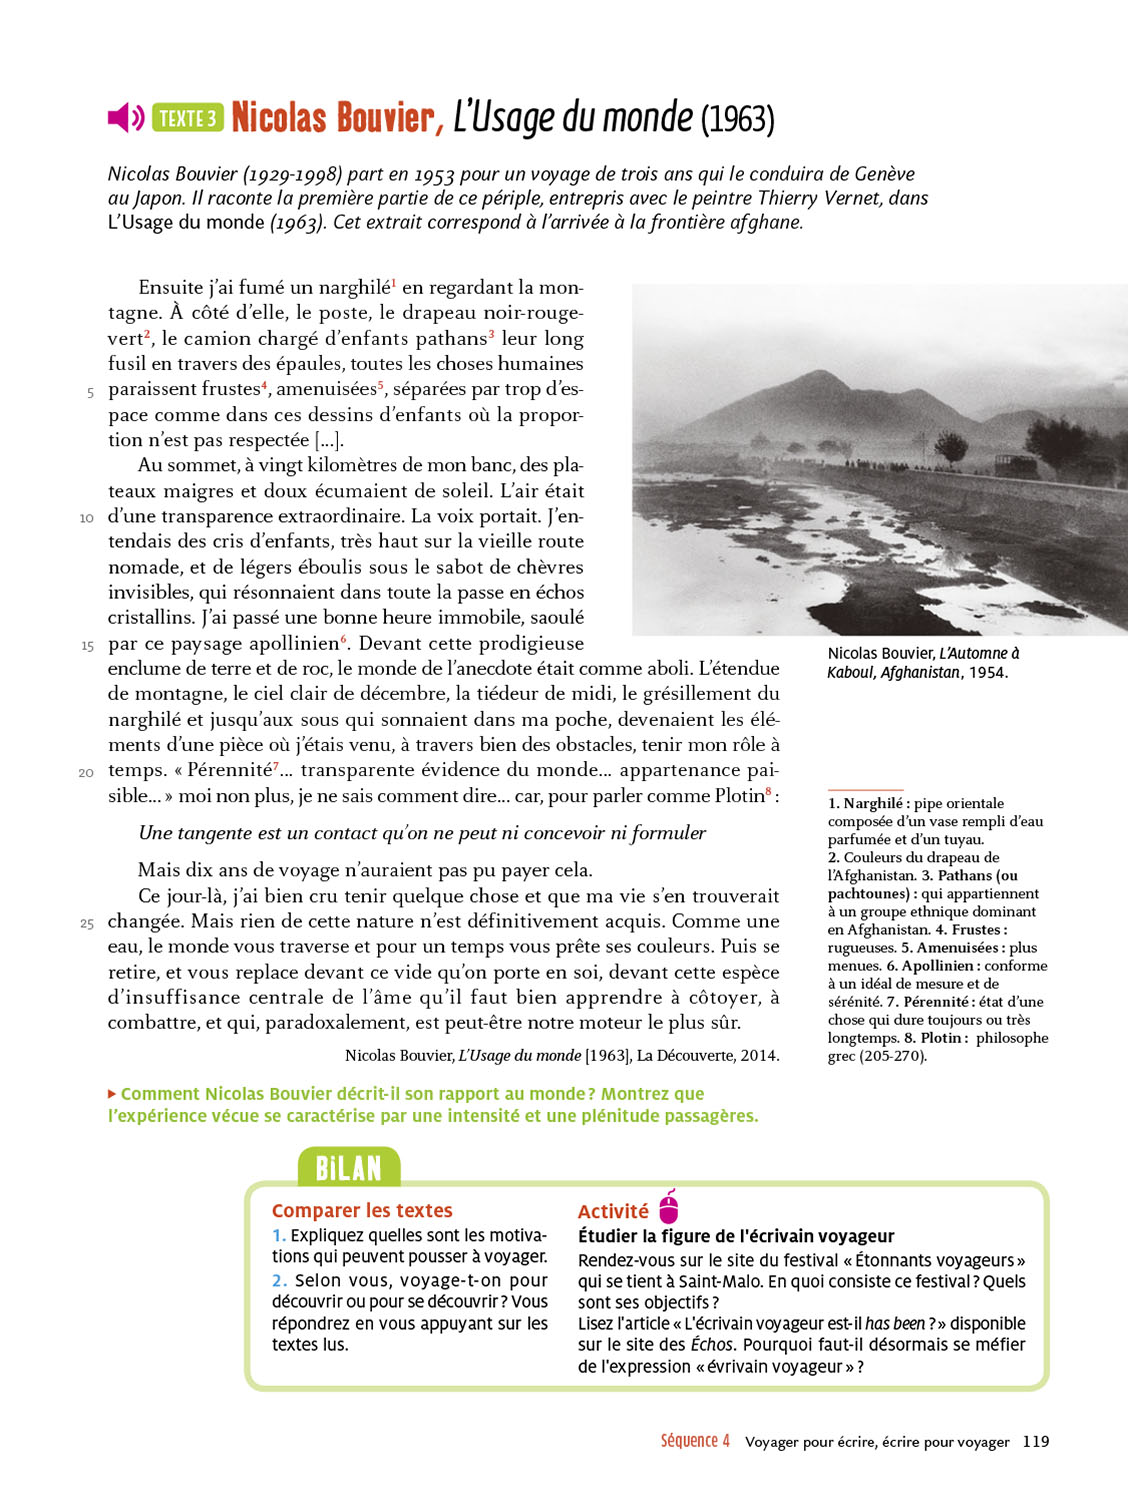 TEXTE 3 Nicolas Bouvier, L'Usage du monde (1963)
Nicolas Bouvier (1929-1998) part en 1953 pour un voyage de trois ans qui le conduira de Genève
au Japon. Il raconte la première partie de ce périple, entrepris avec le peintre Thierry Vernet, dans
L'Usage du monde (1963). Cet extrait correspond à l'arrivée à la frontière afghane.
Ensuite j'ai fumé un narghilé1 en regardant la mon-
tagne. À côté d'elle, le poste, le drapeau noir-rouge-
vert2, le camion chargé d'enfants pathans3 leur long
fusil en travers des épaules, toutes les choses humaines
5 paraissent frustes4, amenuisées5, séparées par trop d'es-
pace comme dans ces dessins d'enfants où la propor-
tion n'est pas respectée [...].
Au sommet, à vingt kilomètres de mon banc, des pla-
teaux maigres et doux écumaient de soleil. L'air était
10 d'une transparence extraordinaire. La voix portait. J'en-
tendais des cris d'enfants, très haut sur la vieille route
nomade, et de légers éboulis sous le sabot de chèvres
invisibles, qui résonnaient dans toute la passe en échos
cristallins. J'ai passé une bonne heure immobile, saoulé
15 par ce paysage apollinien6. Devant cette prodigieuse
enclume de terre et de roc, le monde de l'anecdote était comme aboli. L'étendue
de montagne, le ciel clair de décembre, la tiédeur de midi, le grésillement du
narghilé et jusqu'aux sous qui sonnaient dans ma poche, devenaient les élé-
ments d'une pièce où j'étais venu, à travers bien des obstacles, tenir mon rôle à
20 temps. « Pérennité7... transparente évidence du monde... appartenance pai-
sible... » moi non plus, je ne sais comment dire... car, pour parler comme Plotin8 :
Une tangente est un contact qu'on ne peut ni concevoir ni formuler
Mais dix ans de voyage n'auraient pas pu payer cela.
Ce jour-là, j'ai bien cru tenir quelque chose et que ma vie s'en trouverait
25 changée. Mais rien de cette nature n'est définitivement acquis. Comme une
eau, le monde vous traverse et pour un temps vous prête ses couleurs. Puis se
retire, et vous replace devant ce vide qu'on porte en soi, devant cette espèce
d'insuffisance centrale de l'âme qu'il faut bien apprendre à côtoyer, à
combattre, et qui, paradoxalement, est peut-être notre moteur le plus sûr.
Nicolas Bouvier, L'Usage du monde [1963], La Découverte, 2014.
Nicolas Bouvier, L'Automne à
Kaboul, Afghanistan, 1954.
1. Narghilé : pipe orientale
composée d'un vase rempli d'eau
parfumée et d'un tuyau.
2. Couleurs du drapeau de
l'Afghanistan. 3. Pathans (ou
pachtounes) : qui appartiennent
à un groupe ethnique dominant
en Afghanistan. 4. Frustes :
rugueuses. 5. Amenuisées : plus
menues. 6. Apollinien : conforme
à un idéal de mesure et de
sérénité. 7. Pérennité : état d'une
chose qui dure toujours ou très
longtemps. 8. Plotin : philosophe
grec (205-270).
Comment Nicolas Bouvier décrit-il son rapport au monde ? Montrez que
l'expérience vécue se caractérise par une intensité et une plénitude passagères.
BiLAN
Comparer les textes
1. Expliquez quelles sont les motiva-
tions qui peuvent pousser à voyager.
2. Selon vous, voyage-t-on pour
découvrir ou pour se découvrir ? Vous
répondrez en vous appuyant sur les
textes lus.
Activité
Étudier la figure de l'écrivain voyageur
Rendez-vous sur le site du festival « Étonnants voyageurs »
qui se tient à Saint-Malo. En quoi consiste ce festival ? Quels
sont ses objectifs ?
Lisez l'article « L'écrivain voyageur est-il has been ? » disponible
sur le site des Échos. Pourquoi faut-il désormais se méfier
de l'expression « évrivain voyageur » ?
Séquence 4 Voyager pour écrire, écrire pour voyager 119